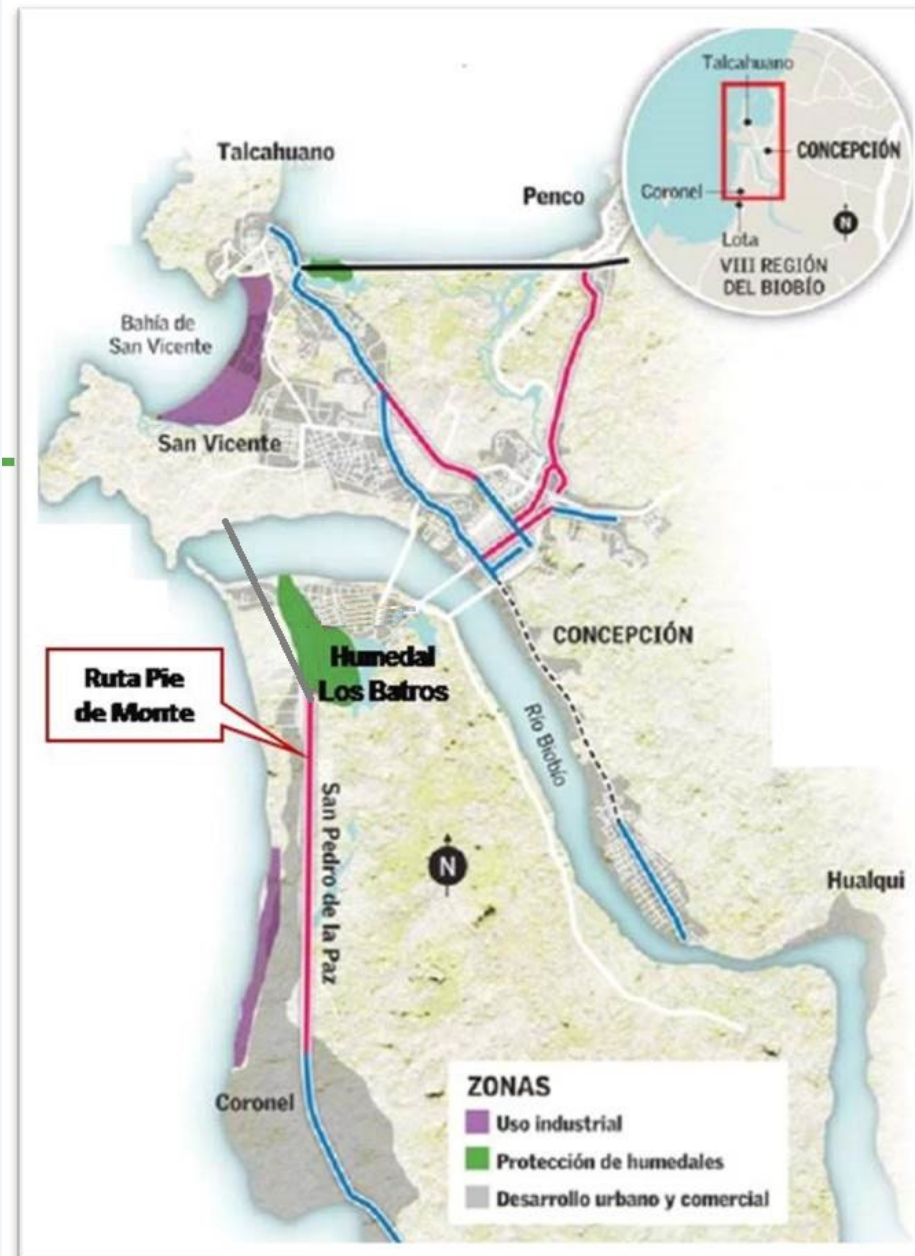 Talcahuano
CONCEPCIÓN
Coronel
Lota
N
VIII REGIÓN
DEL BIOBÍO
Talcahuano
Penco
Bahía de
San Vicente
San Vicente
CONCEPCIÓN
Humedal
Los Batros
Ruta Pie
de Monte
Río Biobío
San Pedro de la Paz
N
Hualqui
Coronel
ZONAS
Uso industrial
Protección de humedales
Desarrollo urbano y comercial